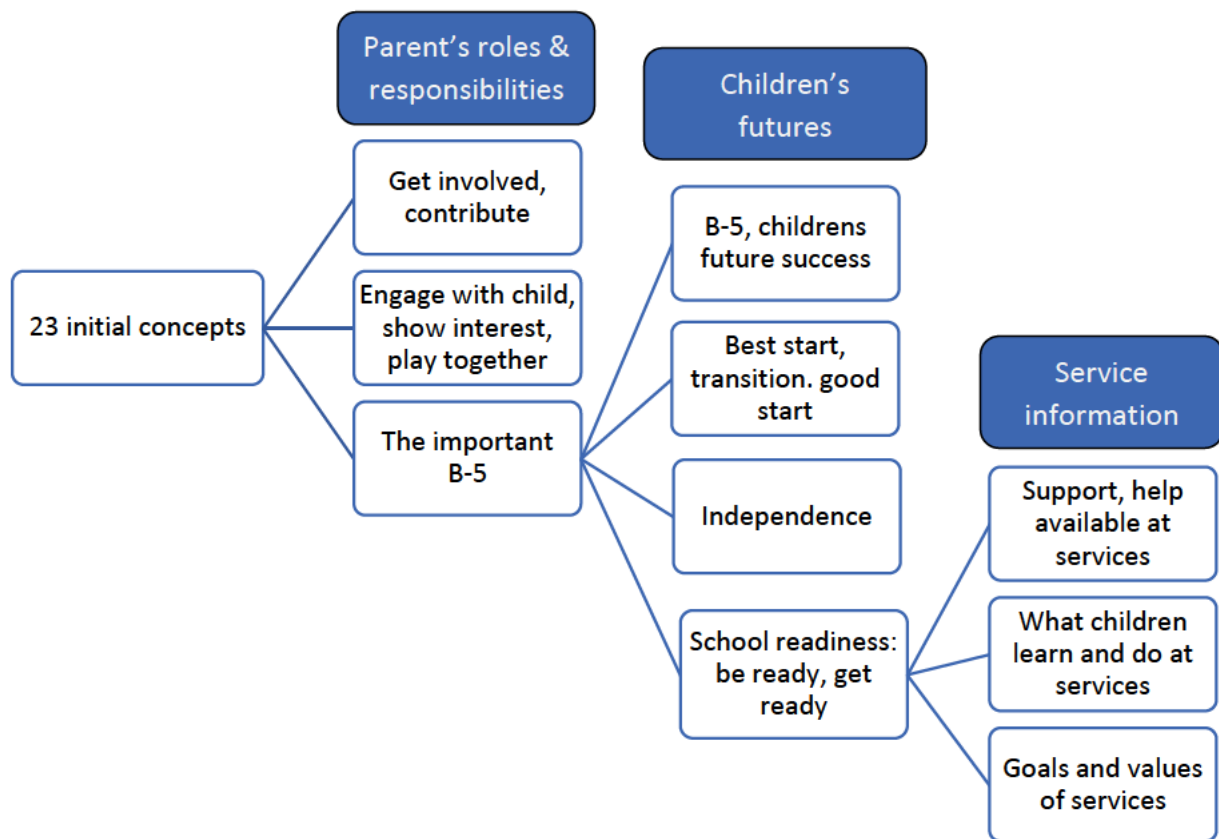 Parent's roles &
responsibilities
Get involved,
contribute
23 initial concepts
Engage with child,
show interest,
play together
The important
B-5
Children's
futures
B-5, childrens
future success
Best start,
transition. good
start
Independence
School readiness:
be ready, get
ready
Service
information
Support, help
available at
services
What children
learn and do at
services
Goals and values
of services